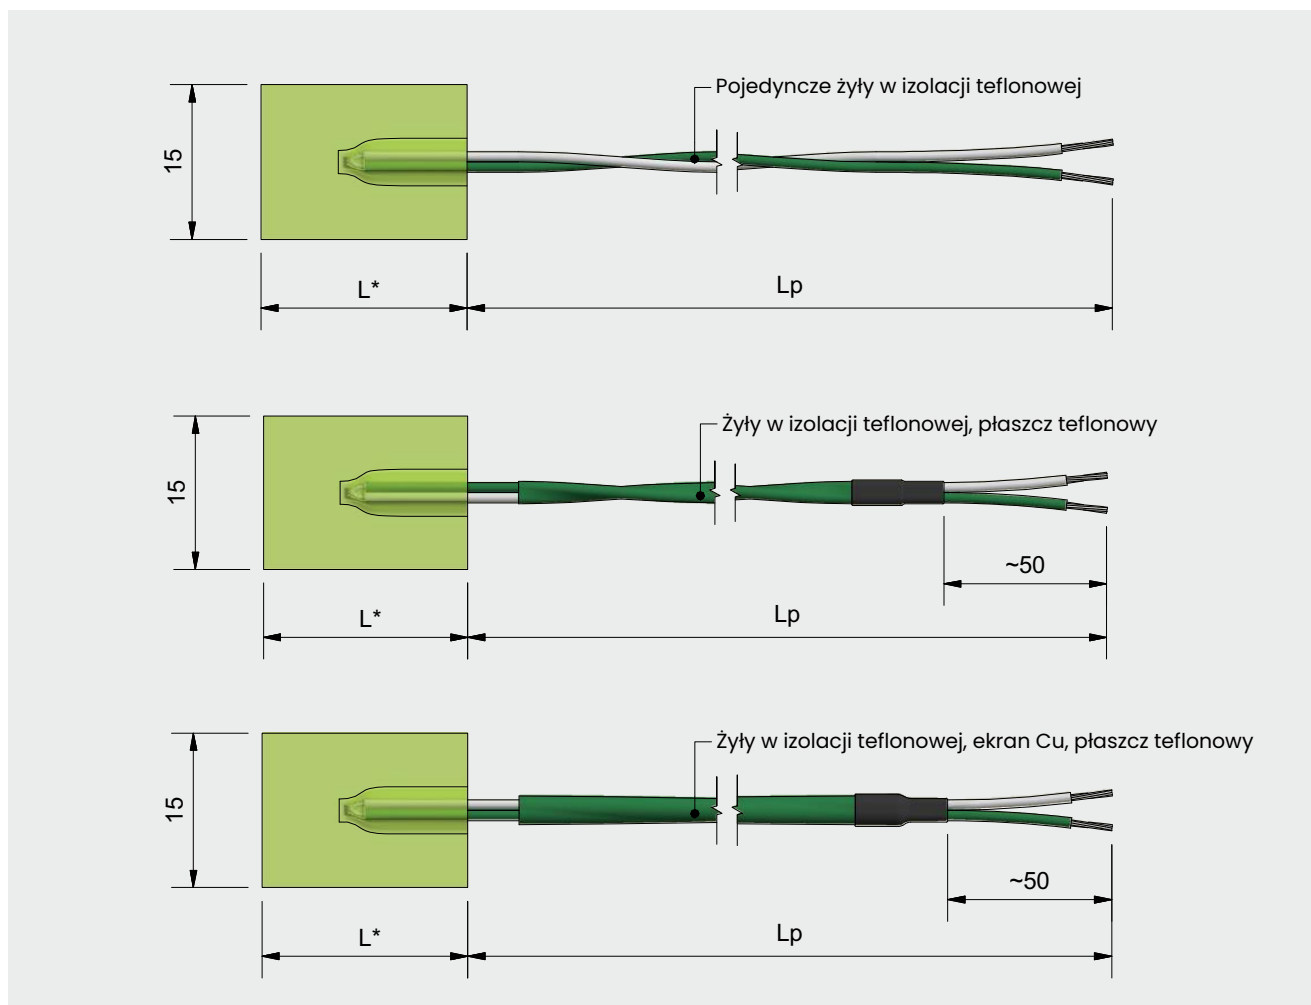 Pojedyncze żyły w izolacji teflonowej
15
L*
Lp
Żyły w izolacji teflonowej, płaszcz teflonowy
15
~50
L*
Lp
Żyły w izolacji teflonowej, ekran Cu, płaszcz teflonowy
15
~50
L*
Lp